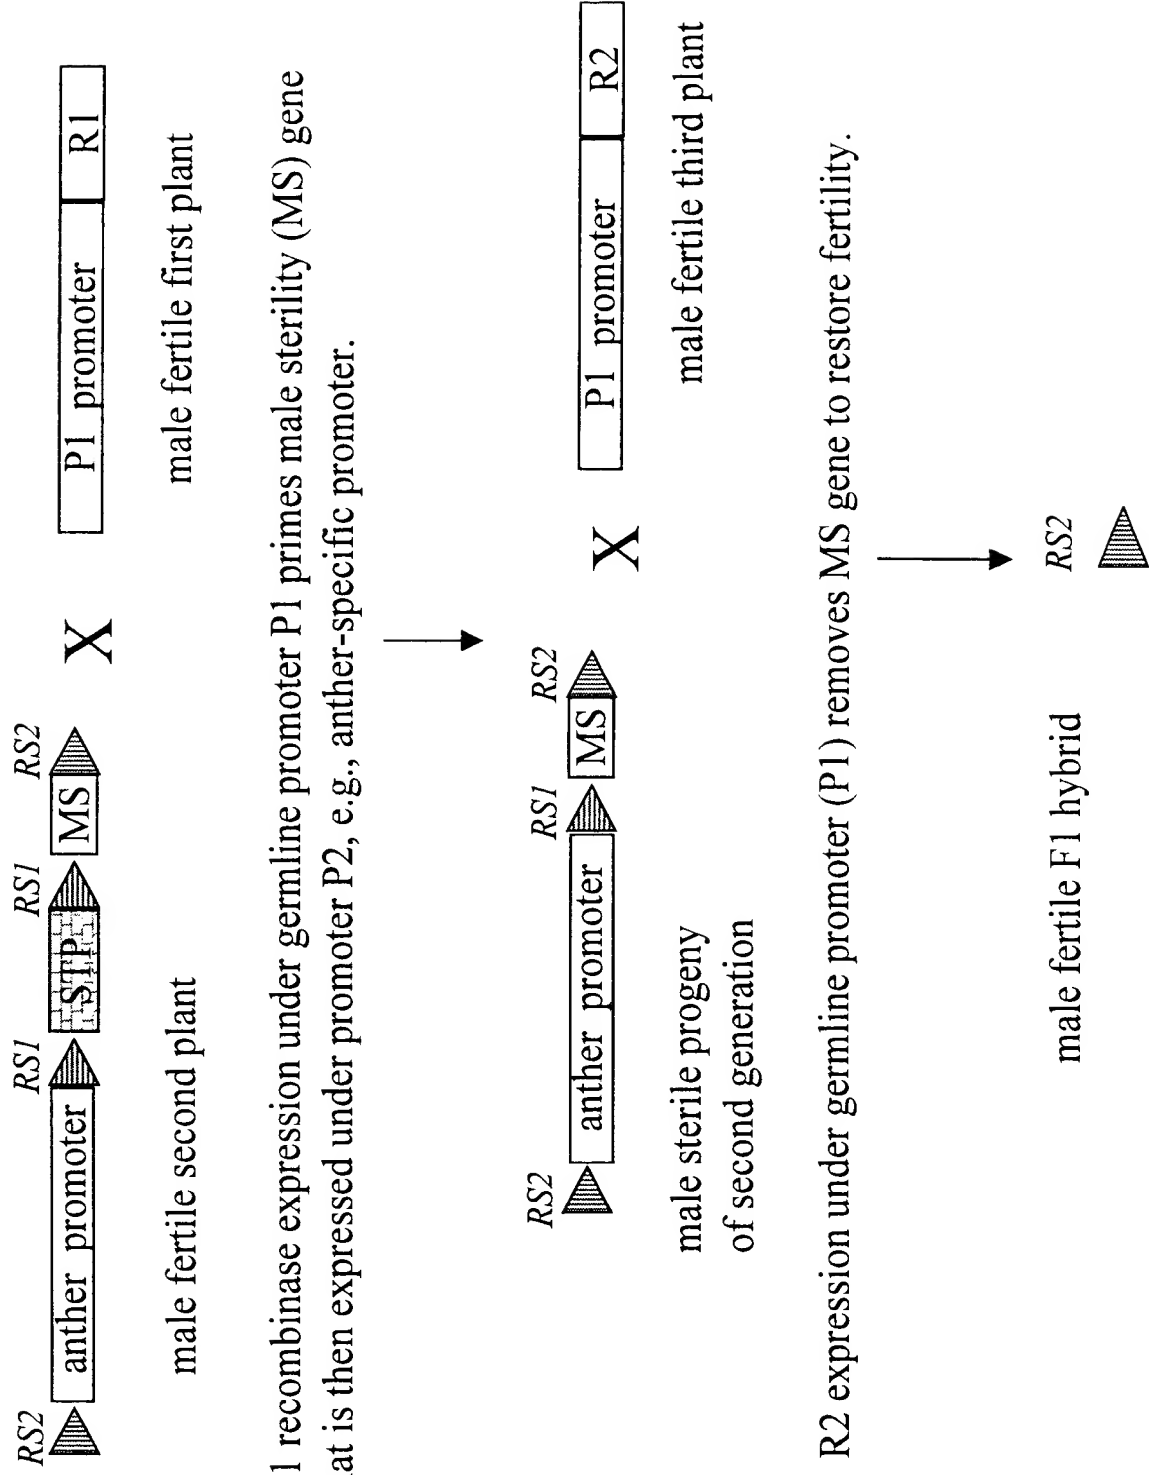 RS2 RS1 RS1 RS2
anther promoter STP MS X P1 promoter R1
male fertile second plant male fertile first plant
1 recombinase expression under germline promoter P1 primes male sterility (MS) gene
at is then expressed under promoter P2, e.g., anther-specific promoter.
RS2 RS1 RS2
anther promoter MS X P1 promoter R2
male sterile progeny male fertile third plant
of second generation
R2 expression under germline promoter (P1) removes MS gene to restore fertility.
RS2
male fertile F1 hybrid